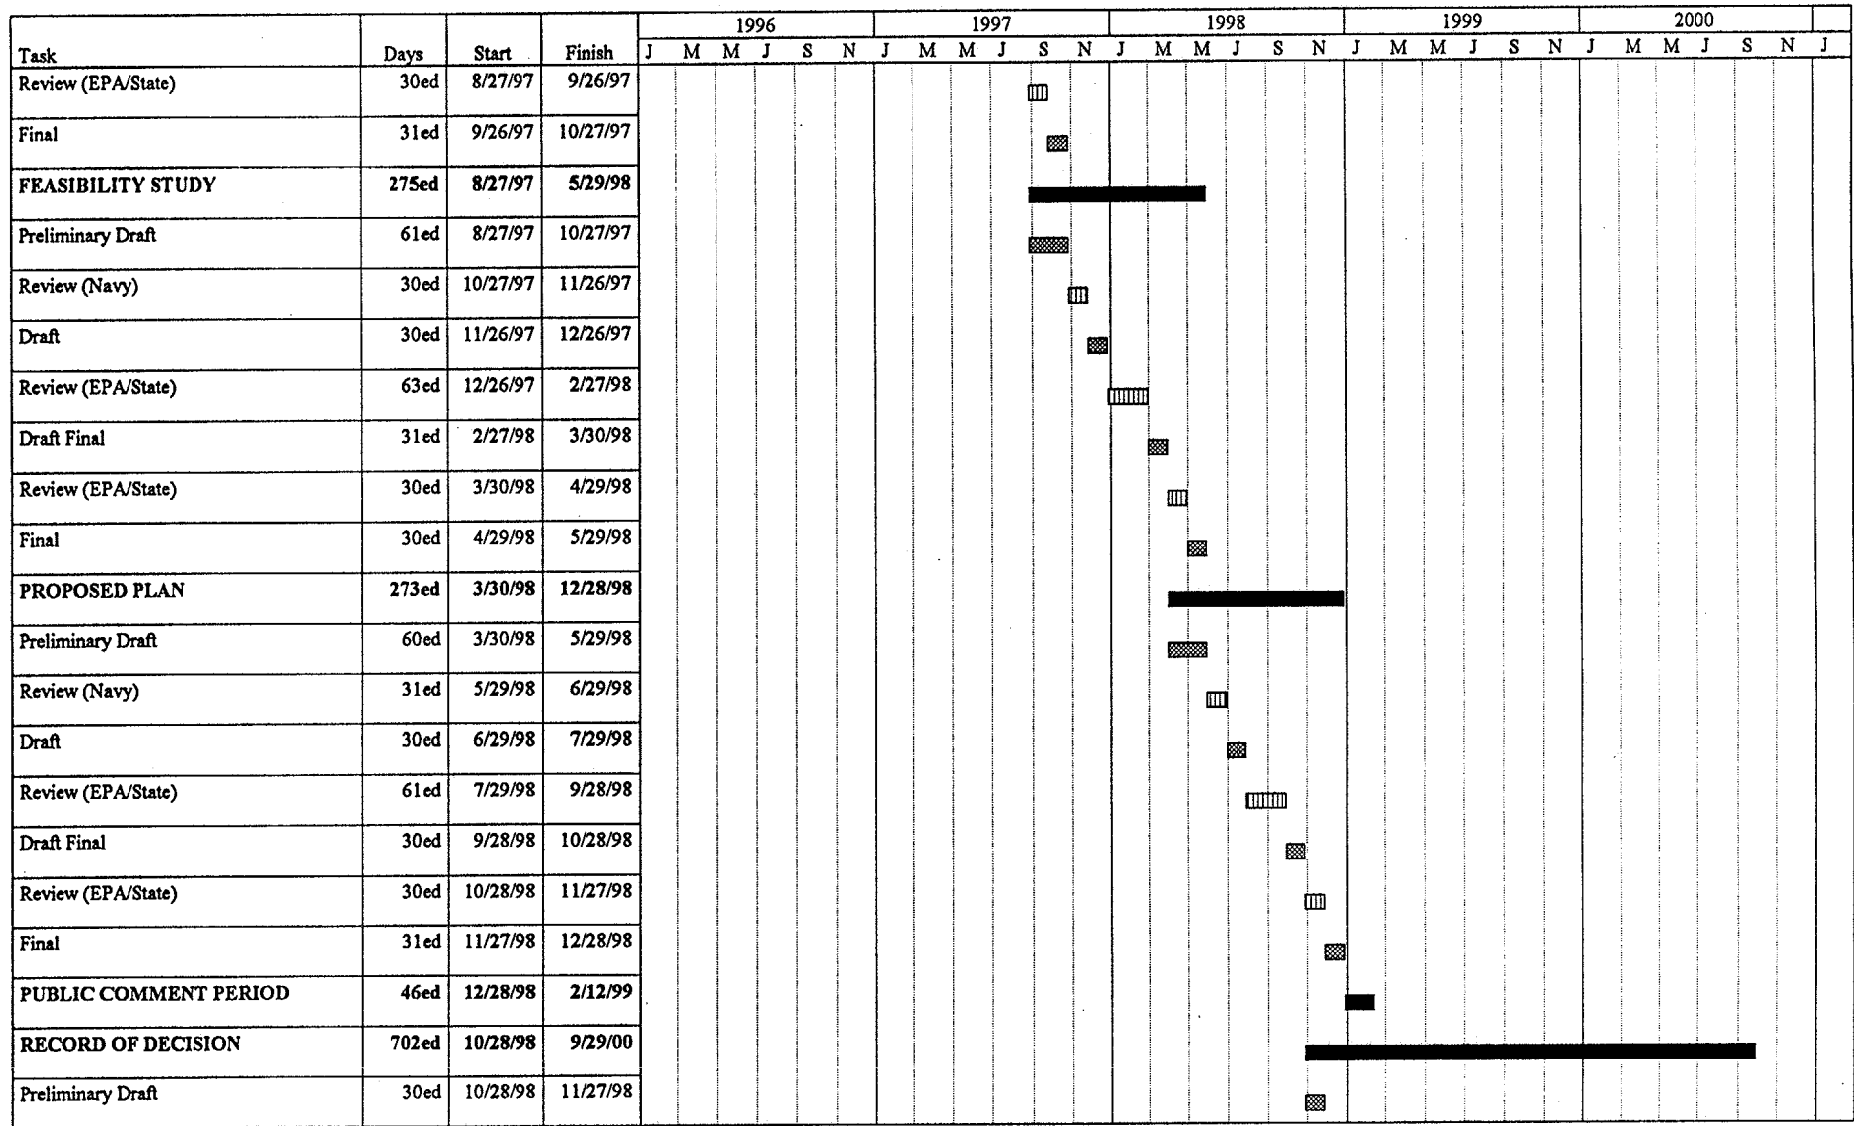 1996 1997 1998 1999 2000
Task Days Start Finish J M M J S N J M M J S N J M M J S N J M M J S N J M M J S N J
Review (EPA/State) 30ed 8/27/97 9/26/97
Final 31ed 9/26/97 10/27/97
FEASIBILITY STUDY 275ed 8/27/97 5/29/98
Preliminary Draft 61ed 8/27/97 10/27/97
Review (Navy) 30ed 10/27/97 11/26/97
Draft 30ed 11/26/97 12/26/97
Review (EPA/State) 63ed 12/26/97 2/27/98
Draft Final 31ed 2/27/98 3/30/98
Review (EPA/State) 30ed 3/30/98 4/29/98
Final 30ed 4/29/98 5/29/98
PROPOSED PLAN 273ed 3/30/98 12/28/98
Preliminary Draft 60ed 3/30/98 5/29/98
Review (Navy) 31ed 5/29/98 6/29/98
Draft 30ed 6/29/98 7/29/98
Review (EPA/State) 61ed 7/29/98 9/28/98
Draft Final 30ed 9/28/98 10/28/98
Review (EPA/State) 30ed 10/28/98 11/27/98
Final 31ed 11/27/98 12/28/98
PUBLIC COMMENT PERIOD 46ed 12/28/98 2/12/99
RECORD OF DECISION 702ed 10/28/98 9/29/00
Preliminary Draft 30ed 10/28/98 11/27/98